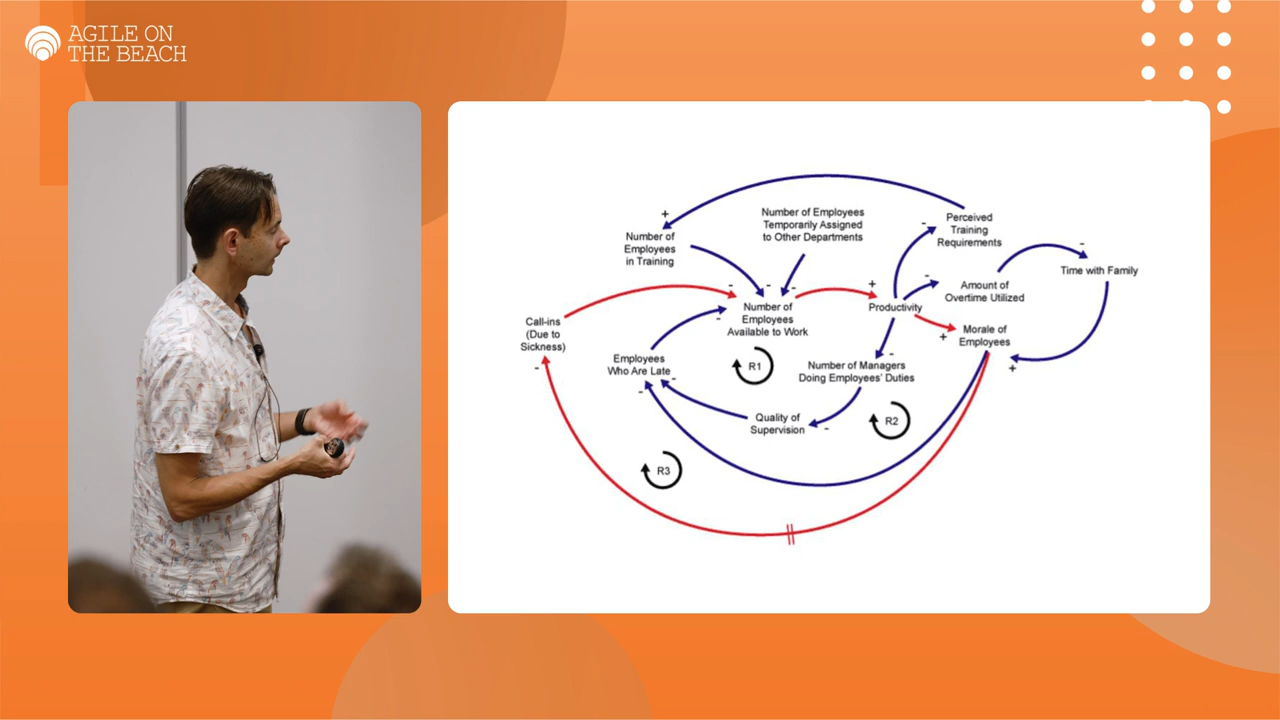 AGILE ON
THE BEACH
+
Number of
Employees
in Training
Number of Employees
Temporarily Assigned
to Other Departments
-
Perceived
Training
Requirements
-
Time with Family
-
Amount of
Overtime Utilized
+
Productivity
+
Morale of
Employees
+
-
-
-
-
Number of
Employees
Available to Work
Call-ins
(Due to
Sickness)
-
Employees
Who Are Late
-
-
R1
-
Number of Managers
Doing Employees' Duties
Quality of
Supervision
-
R2
R3